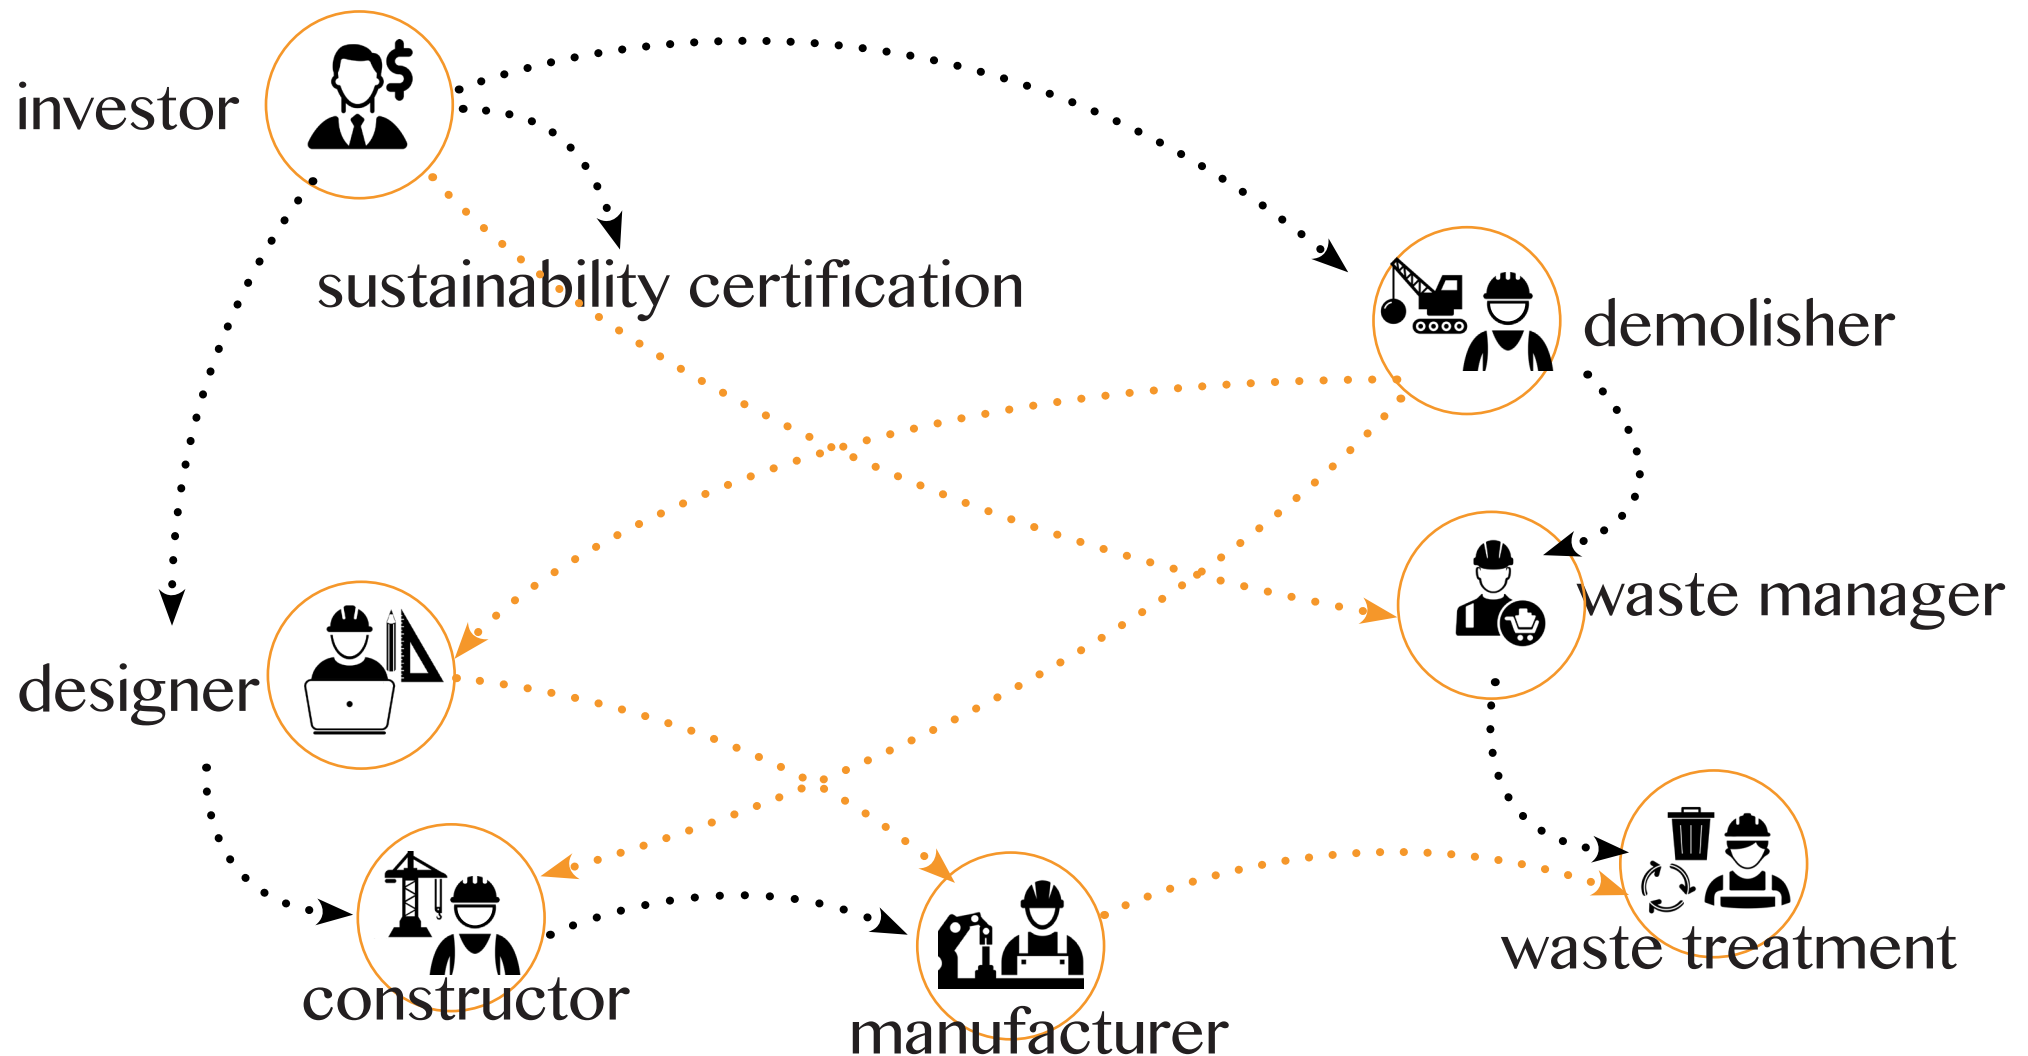 investor
sustainability certification
demolisher
waste manager
designer
waste treatment
constructor
manufacturer